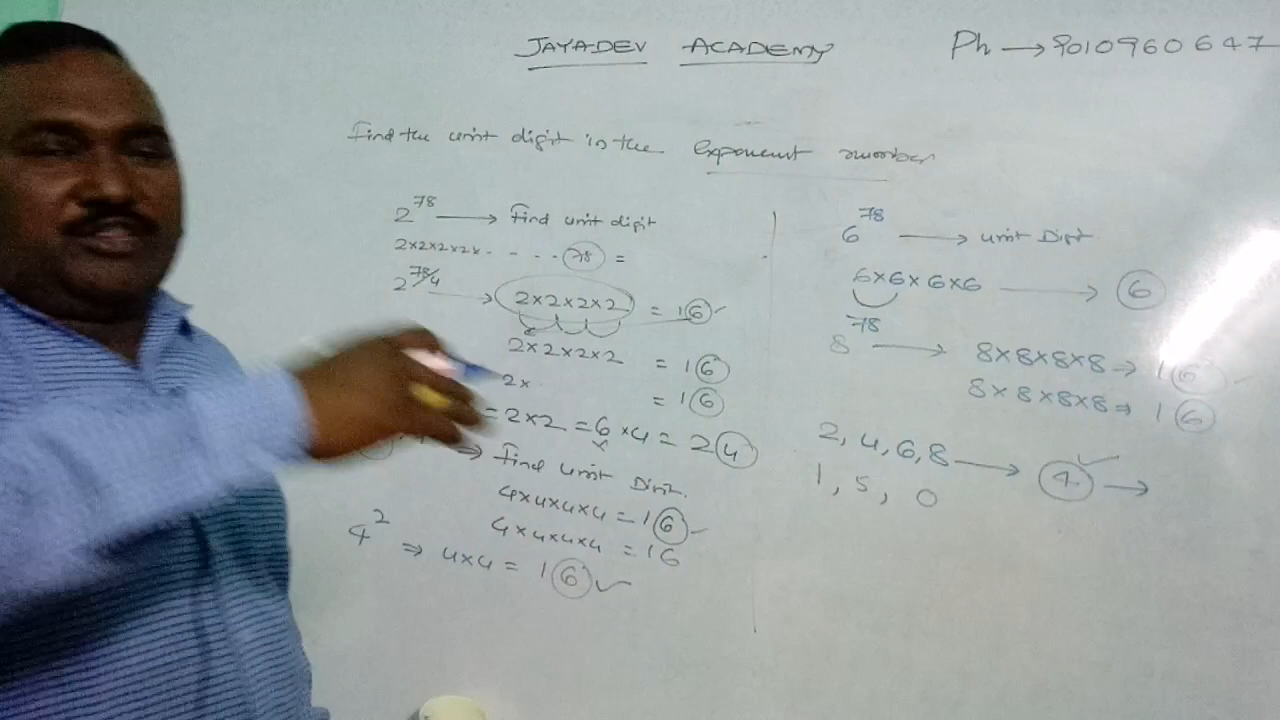 JAYADEV ACADEMY
Ph → 9010960647
Find the unit digit in the exponent number
2^78 → Find unit digit
2×2×2×2×. . . . . 78 =
2^78/4 → 2×2×2×2 = 16
2×2×2×2 = 16
2× = 16
= 2×2 = 6 × 4 = 24
→ Find unit Digit.
4×4×4×4 = 16
4×4×4×4 = 16
4^2 ⇒ 4×4 = 16
6^78 → unit Digit
6×6×6×6 → 6
8^78 → 8×8×8×8 → 16
8×8×8×8 ⇒ 16
2, 4, 6, 8 → 4 →
1, 5, 0